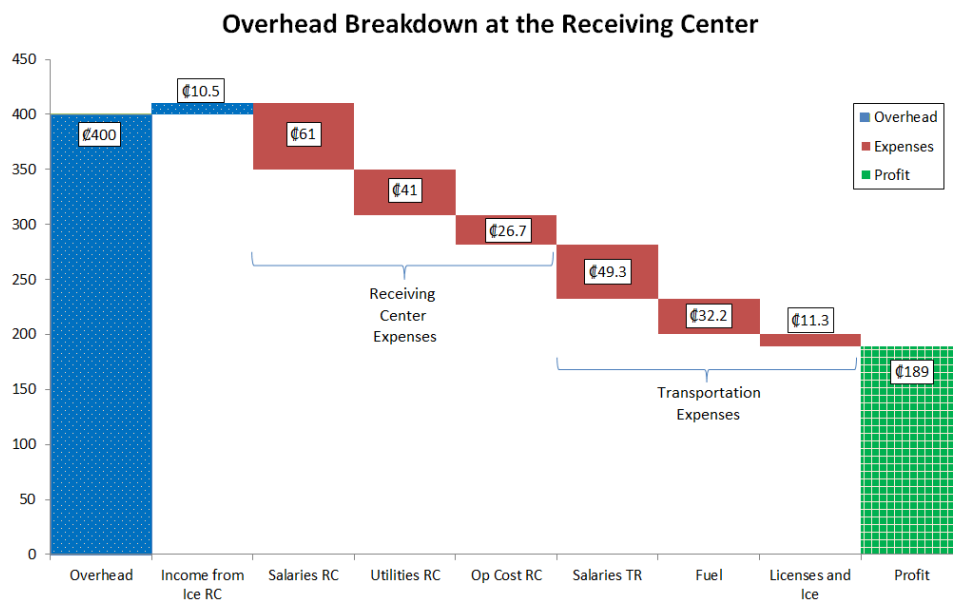 Overhead Breakdown at the Receiving Center
450
400
350
300
250
200
150
100
50
0
₡400
₡10.5
₡61
₡41
₡26.7
₡49.3
₡32.2
₡11.3
₡189
Overhead
Expenses
Profit
Receiving
Center
Expenses
Transportation
Expenses
Overhead
Income from
Ice RC
Salaries RC
Utilities RC
Op Cost RC
Salaries TR
Fuel
Licenses and
Ice
Profit